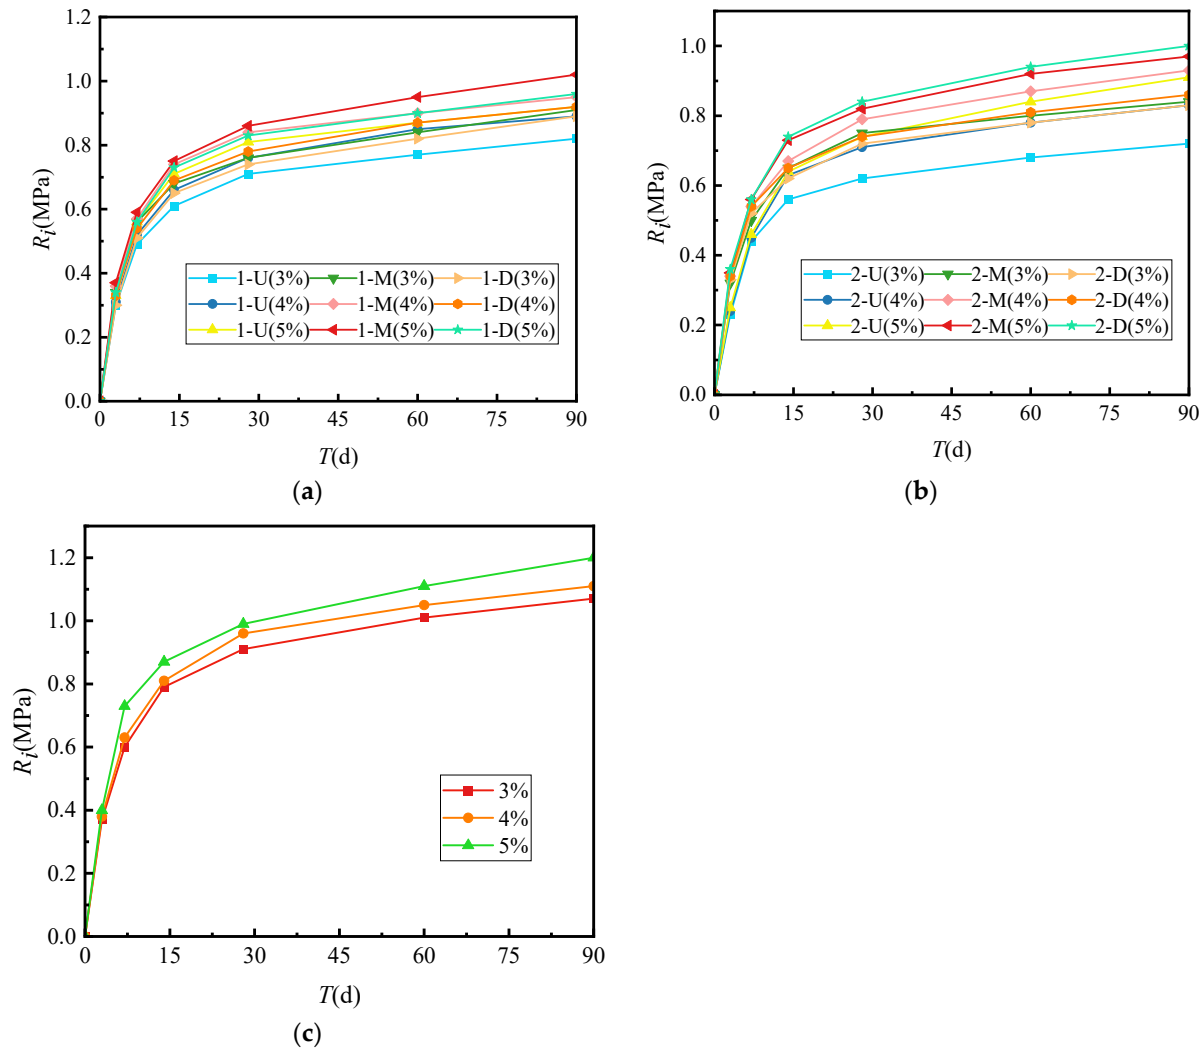 1.2
1.0
0.8
0.6
0.4
0.2
0.0
R_i(MPa)
1-U(3%) 1-M(3%) 1-D(3%)
1-U(4%) 1-M(4%) 1-D(4%)
1-U(5%) 1-M(5%) 1-D(5%)
0 15 30 45 60 75 90
T(d)
(a)
1.0
0.8
0.6
0.4
0.2
0.0
R_i(MPa)
2-U(3%) 2-M(3%) 2-D(3%)
2-U(4%) 2-M(4%) 2-D(4%)
2-U(5%) 2-M(5%) 2-D(5%)
0 15 30 45 60 75 90
T(d)
(b)
1.2
1.0
0.8
0.6
0.4
0.2
0.0
R_i(MPa)
3%
4%
5%
0 15 30 45 60 75 90
T(d)
(c)